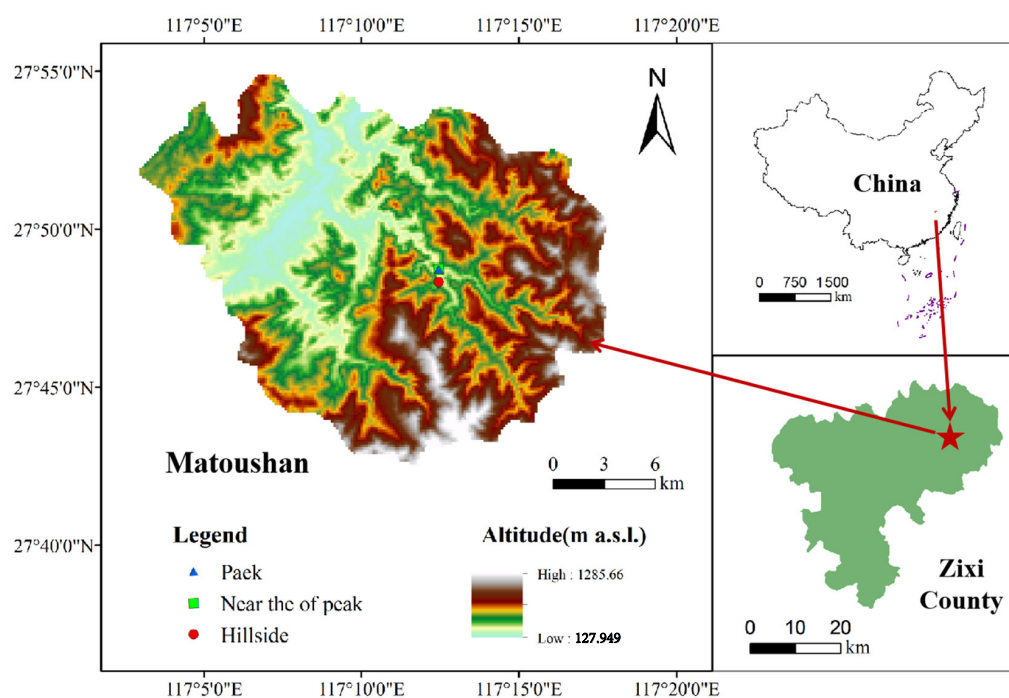 117°5'0"E 117°10'0"E 117°15'0"E 117°20'0"E
27°55'0"N
27°50'0"N
27°45'0"N
27°40'0"N
N
Matoushan
0 3 6
km
Legend
Paek
Near thc of peak
Hillside
Altitude(m a.s.l.)
High : 1285.66
Low : 127.949
117°5'0"E 117°10'0"E 117°15'0"E 117°20'0"E
China
0 750 1500
km
Zixi
County
0 10 20
km